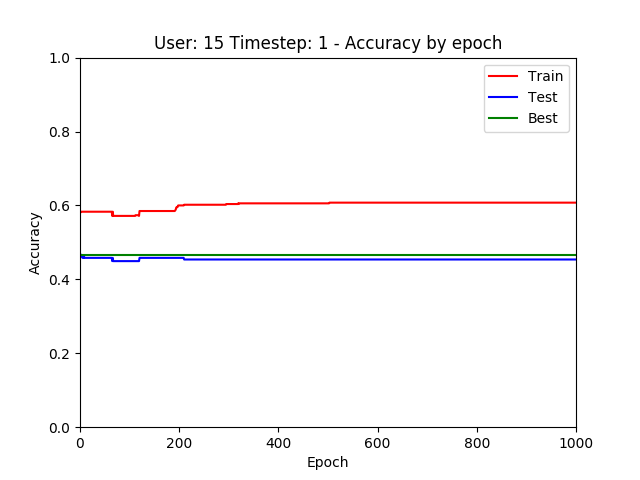 User: 15 Timestep: 1 - Accuracy by epoch
1.0
0.8
0.6
0.4
0.2
0.0
Accuracy
Train
Test
Best
0 200 400 600 800 1000
Epoch